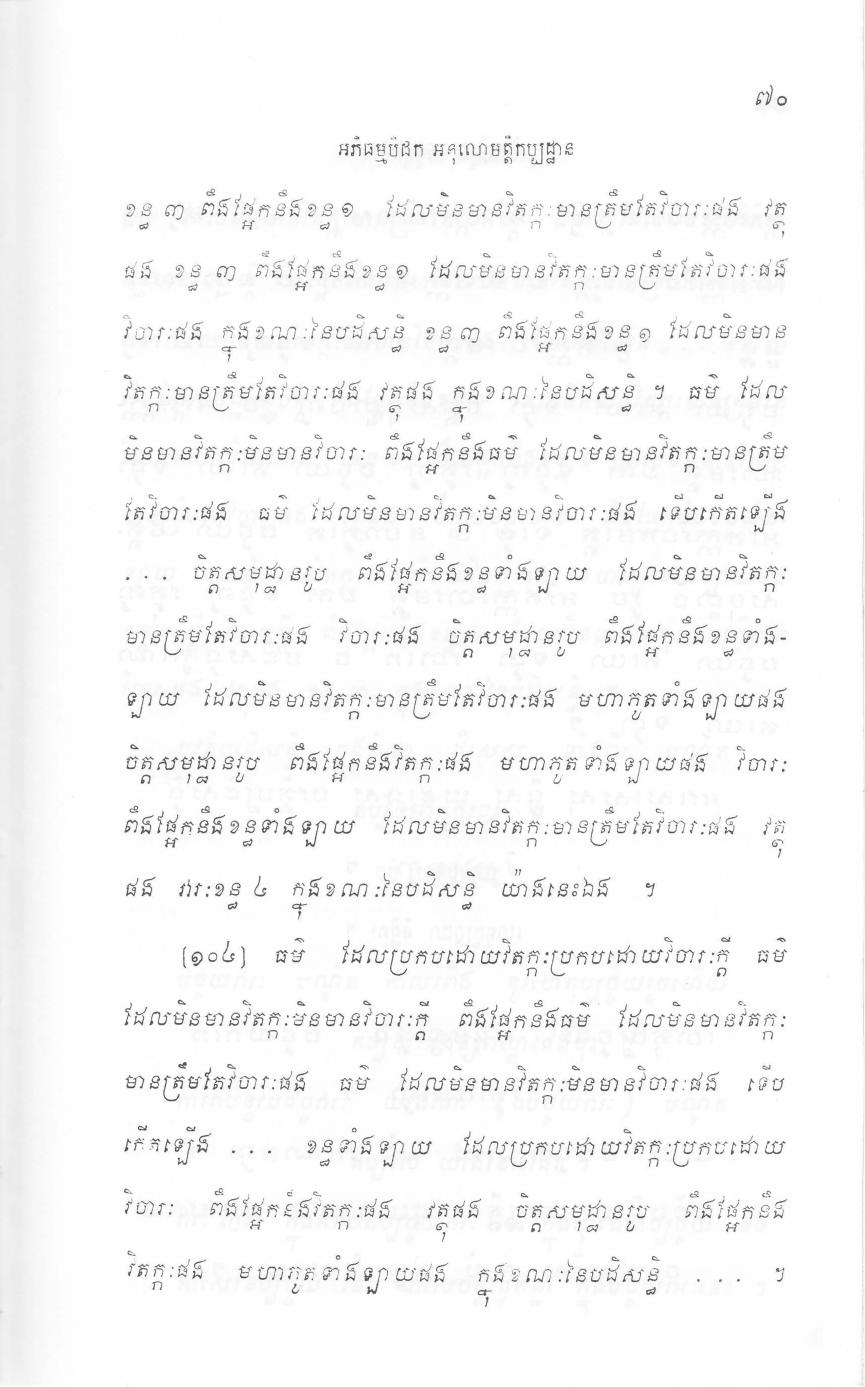 ៧០
អភិធម្មបិដក អនុលោមត្តិកប្បដ្ឋាន
ខន្ធ ៣ ពឹងផ្អែកនឹងខន្ធ ១ ដែលមិនមានវិតក្កៈមានត្រឹមតែវិចារៈផង វត្ថុ
ផង ខន្ធ ៣ ពឹងផ្អែកនឹងខន្ធ ១ ដែលមិនមានវិតក្កៈមានត្រឹមតែវិចារៈផង
វិចារៈផង ក្នុងខណៈនៃបដិសន្ធិ ខន្ធ ៣ ពឹងផ្អែកនឹងខន្ធ ១ ដែលមិនមាន
វិតក្កៈមានត្រឹមតែវិចារៈផង វត្ថុផង ក្នុងខណៈនៃបដិសន្ធិ ។ ធម៌ ដែល
មិនមានវិតក្កៈមិនមានវិចារៈ ពឹងផ្អែកនឹងធម៌ ដែលមិនមានវិតក្កៈមានត្រឹម
តែវិចារៈផង ធម៌ ដែលមិនមានវិតក្កៈមិនមានវិចារៈផង ទើបកើតឡើង
... ចិត្តសមុដ្ឋានរូប ពឹងផ្អែកនឹងខន្ធទាំងឡាយ ដែលមិនមានវិតក្កៈ
មានត្រឹមតែវិចារៈផង វិចារៈផង ចិត្តសមុដ្ឋានរូប ពឹងផ្អែកនឹងខន្ធទាំង-
ឡាយ ដែលមិនមានវិតក្កៈមានត្រឹមតែវិចារៈផង មហាភូតទាំងឡាយផង
ចិត្តសមុដ្ឋានរូប ពឹងផ្អែកនឹងវិតក្កៈផង មហាភូតទាំងឡាយផង វិចារៈ
ពឹងផ្អែកនឹងខន្ធទាំងឡាយ ដែលមិនមានវិតក្កៈមានត្រឹមតែវិចារៈផង វត្ថុ
ផង វារៈខន្ធ ៤ ក្នុងខណៈនៃបដិសន្ធិ យ៉ាងនេះឯង ។
[១០៤] ធម៌ ដែលប្រកបដោយវិតក្កៈប្រកបដោយវិចារៈក្តី ធម៌
ដែលមិនមានវិតក្កៈមិនមានវិចារៈក្តី ពឹងផ្អែកនឹងធម៌ ដែលមិនមានវិតក្កៈ
មានត្រឹមតែវិចារៈផង ធម៌ ដែលមិនមានវិតក្កៈមិនមានវិចារៈផង ទើប
កើតឡើង ... ខន្ធទាំងឡាយ ដែលប្រកបដោយវិតក្កៈប្រកបដោយ
វិចារៈ ពឹងផ្អែកនឹងវិតក្កៈផង វត្ថុផង ចិត្តសមុដ្ឋានរូប ពឹងផ្អែកនឹង
វិតក្កៈផង មហាភូតទាំងឡាយផង ក្នុងខណៈនៃបដិសន្ធិ ... ។